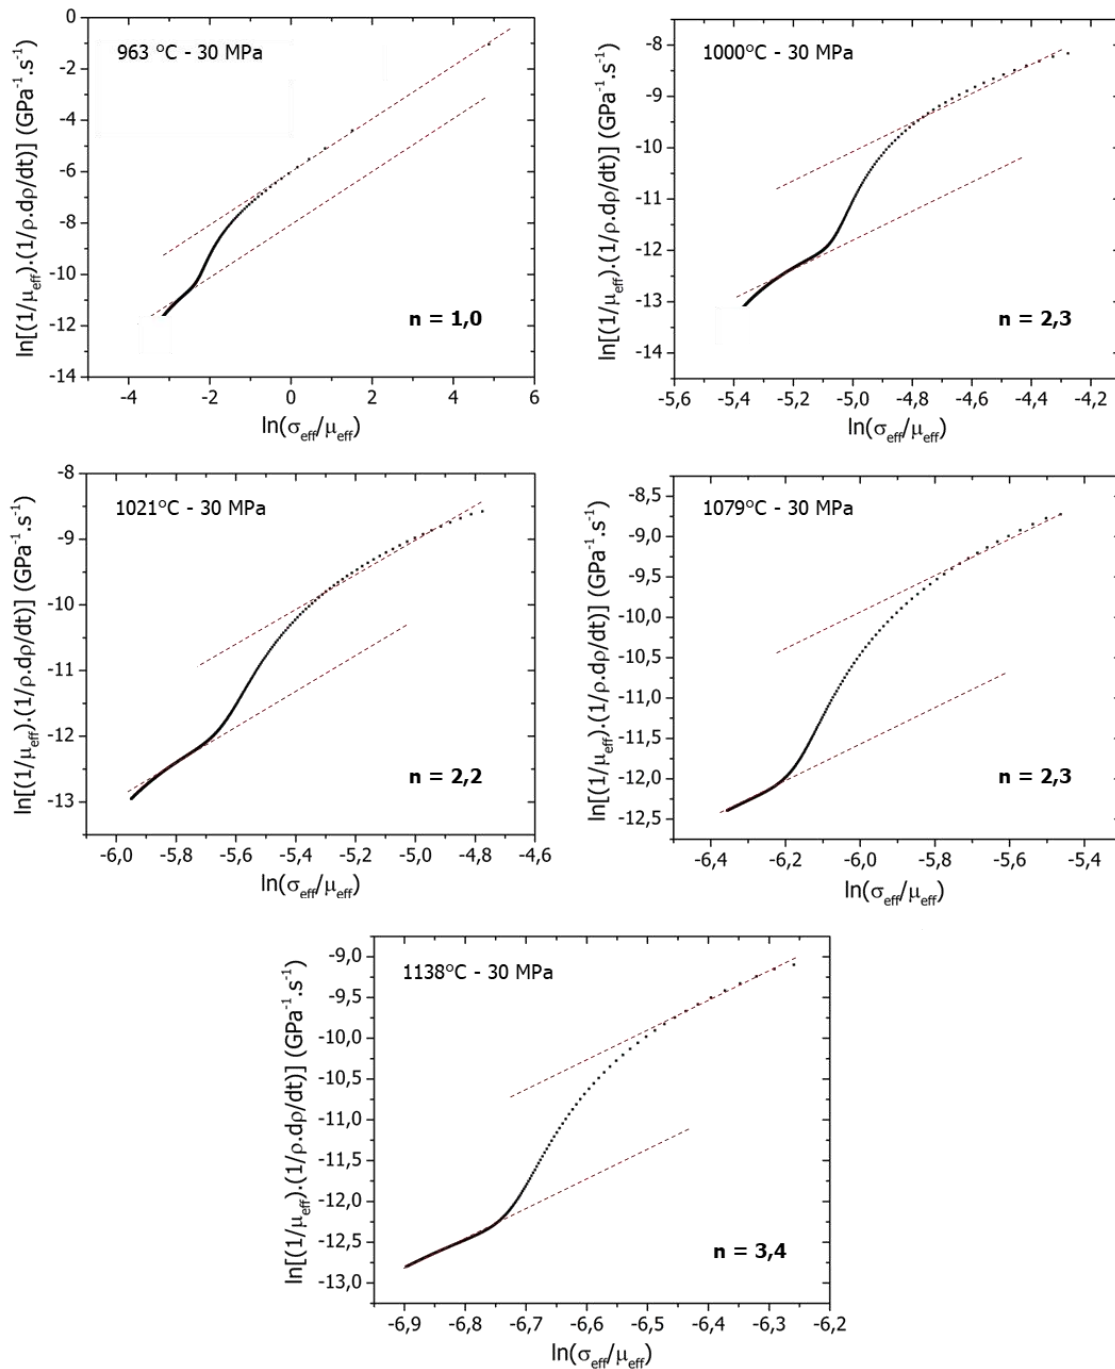 963 °C - 30 MPa
ln[(1/μeff).(1/ρ.dρ/dt)] (GPa⁻¹.s⁻¹)
0
-2
-4
-6
-8
-10
-12
-14
n = 1,0
-4 -2 0 2 4 6
ln(σeff/μeff)
1000°C - 30 MPa
ln[(1/μeff).(1/ρ.dρ/dt)] (GPa⁻¹.s⁻¹)
-8
-9
-10
-11
-12
-13
-14
n = 2,3
-5,6 -5,4 -5,2 -5,0 -4,8 -4,6 -4,4 -4,2
ln(σeff/μeff)
1021°C - 30 MPa
ln[(1/μeff).(1/ρ.dρ/dt)] (GPa⁻¹.s⁻¹)
-8
-9
-10
-11
-12
-13
n = 2,2
-6,0 -5,8 -5,6 -5,4 -5,2 -5,0 -4,8 -4,6
ln(σeff/μeff)
1079°C - 30 MPa
ln[(1/μeff).(1/ρ.dρ/dt)] (GPa⁻¹.s⁻¹)
-8,5
-9,0
-9,5
-10,0
-10,5
-11,0
-11,5
-12,0
-12,5
n = 2,3
-6,4 -6,2 -6,0 -5,8 -5,6 -5,4
ln(σeff/μeff)
1138°C - 30 MPa
ln[(1/μeff).(1/ρ.dρ/dt)] (GPa⁻¹.s⁻¹)
-9,0
-9,5
-10,0
-10,5
-11,0
-11,5
-12,0
-12,5
-13,0
n = 3,4
-6,9 -6,8 -6,7 -6,6 -6,5 -6,4 -6,3 -6,2
ln(σeff/μeff)